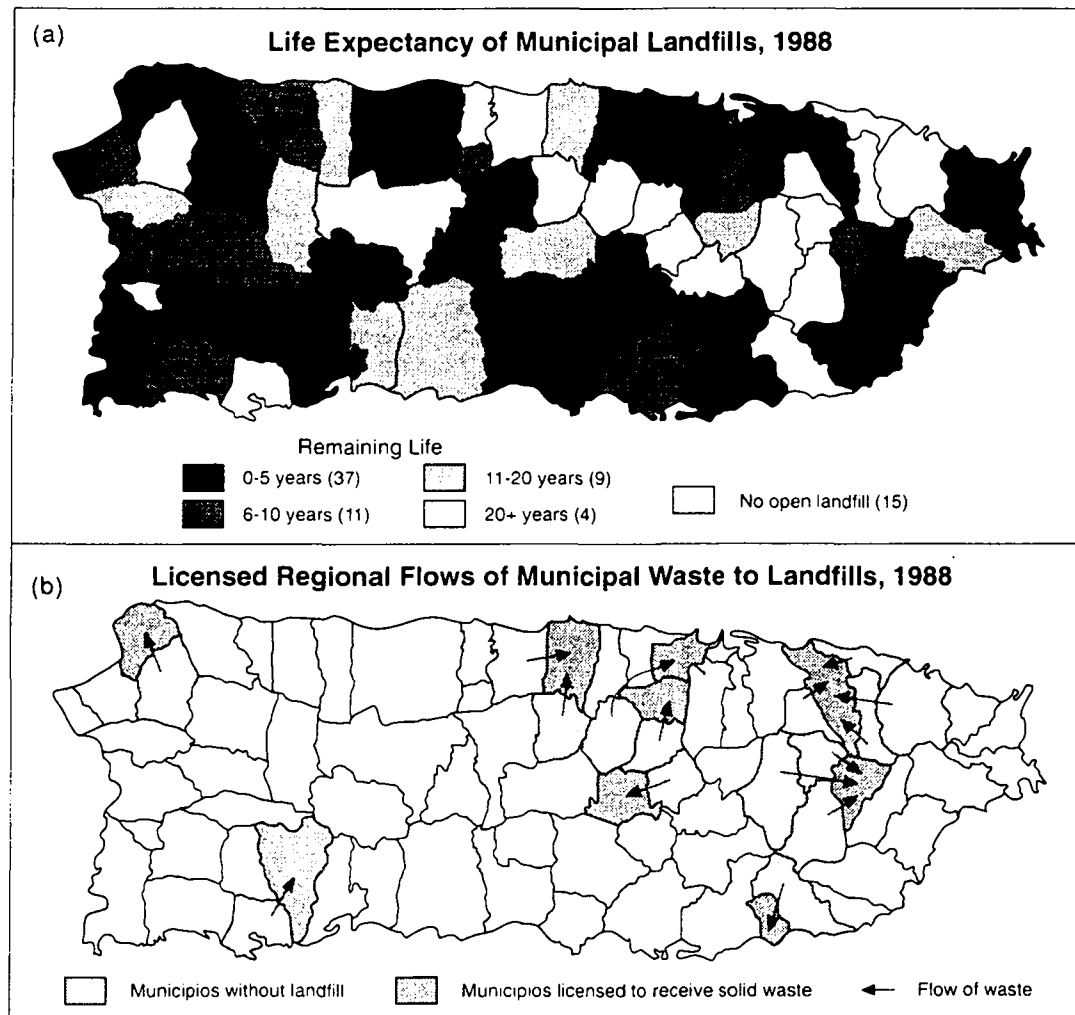 (a)
Life Expectancy of Municipal Landfills, 1988
Remaining Life
0-5 years (37)
11-20 years (9)
No open landfill (15)
6-10 years (11)
20+ years (4)
(b)
Licensed Regional Flows of Municipal Waste to Landfills, 1988
Municipios without landfill
Municipios licensed to receive solid waste
Flow of waste